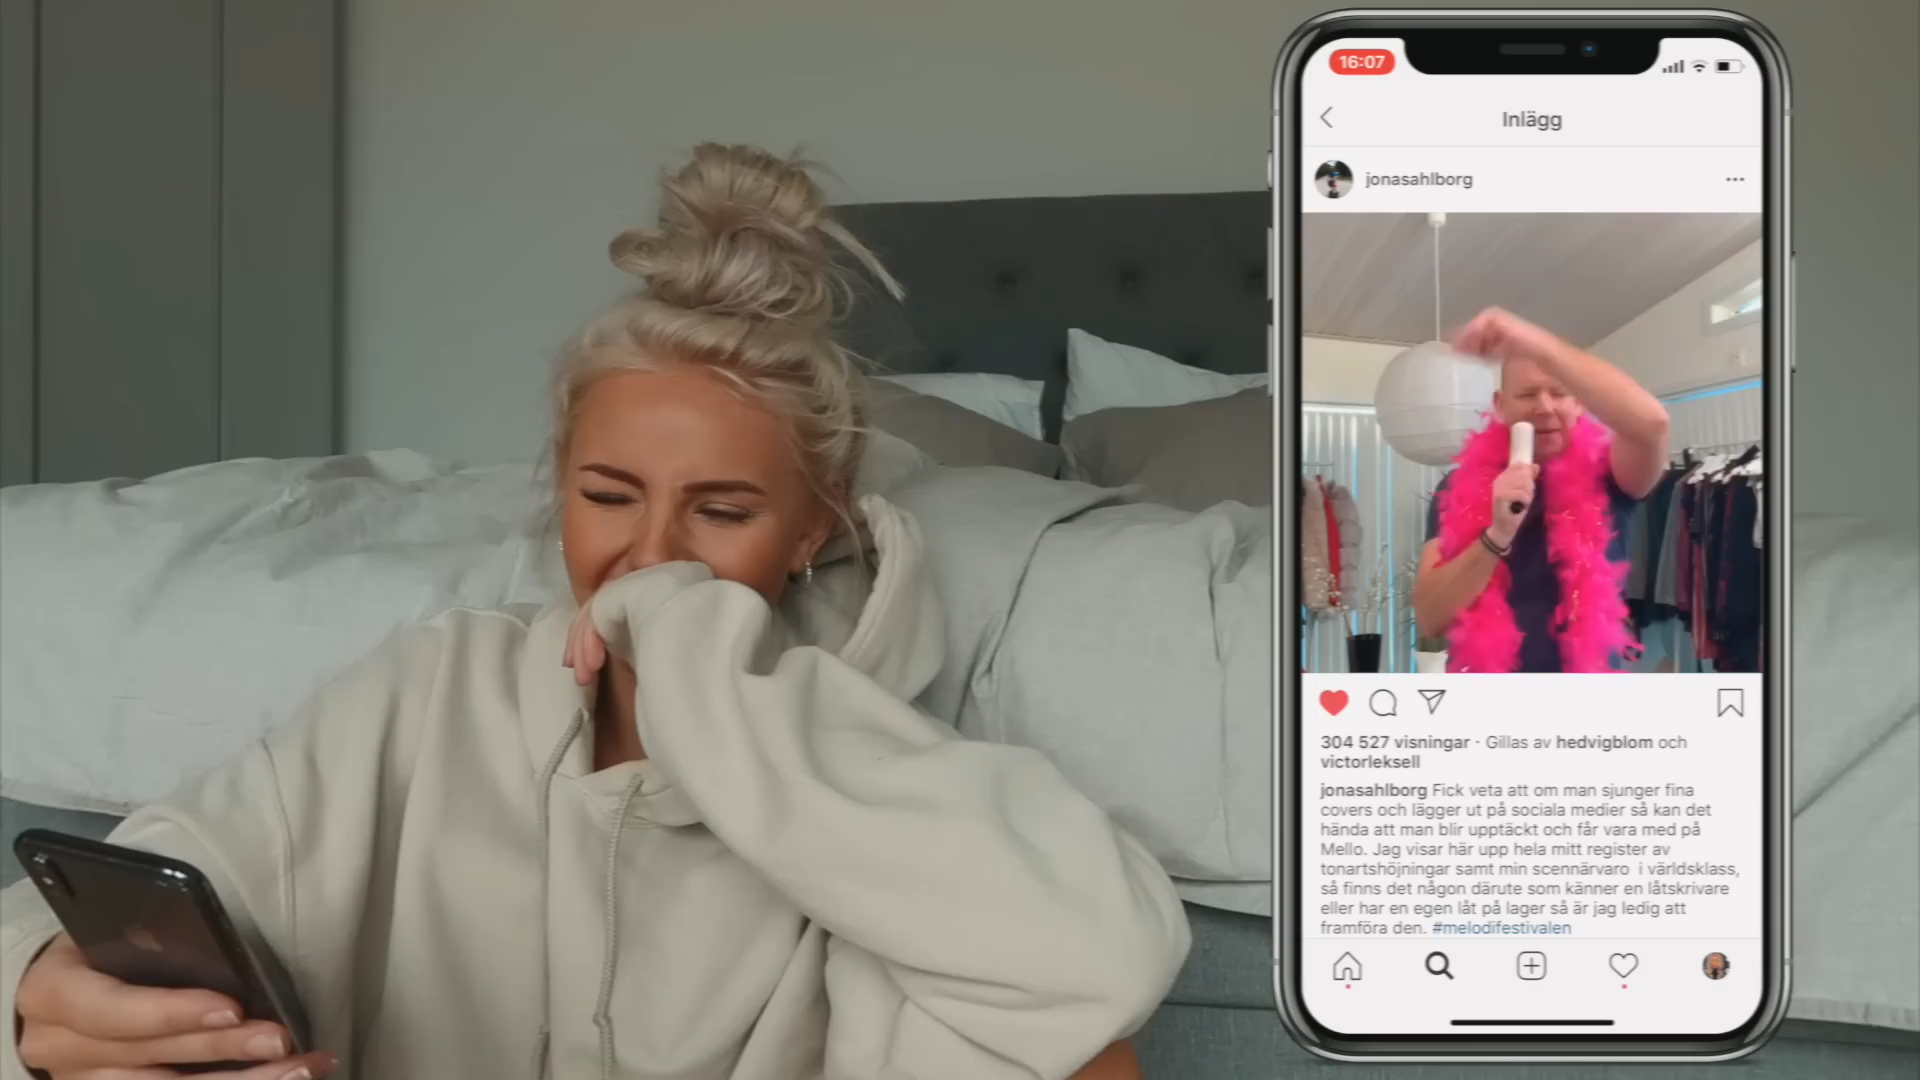 16:07
Inlägg
jonasahlborg
304 527 visningar · Gillas av hedvigblom och
victorleksell
jonasahlborg Fick veta att om man sjunger fina
covers och lägger ut på sociala medier så kan det
hända att man blir upptäckt och får vara med på
Mello. Jag visar här upp hela mitt register av
tonartshöjningar samt min scennärvaro i världsklass,
så finns det någon därute som känner en låtskrivare
eller har en egen låt på lager så är jag ledig att
framföra den. #melodifestivalen